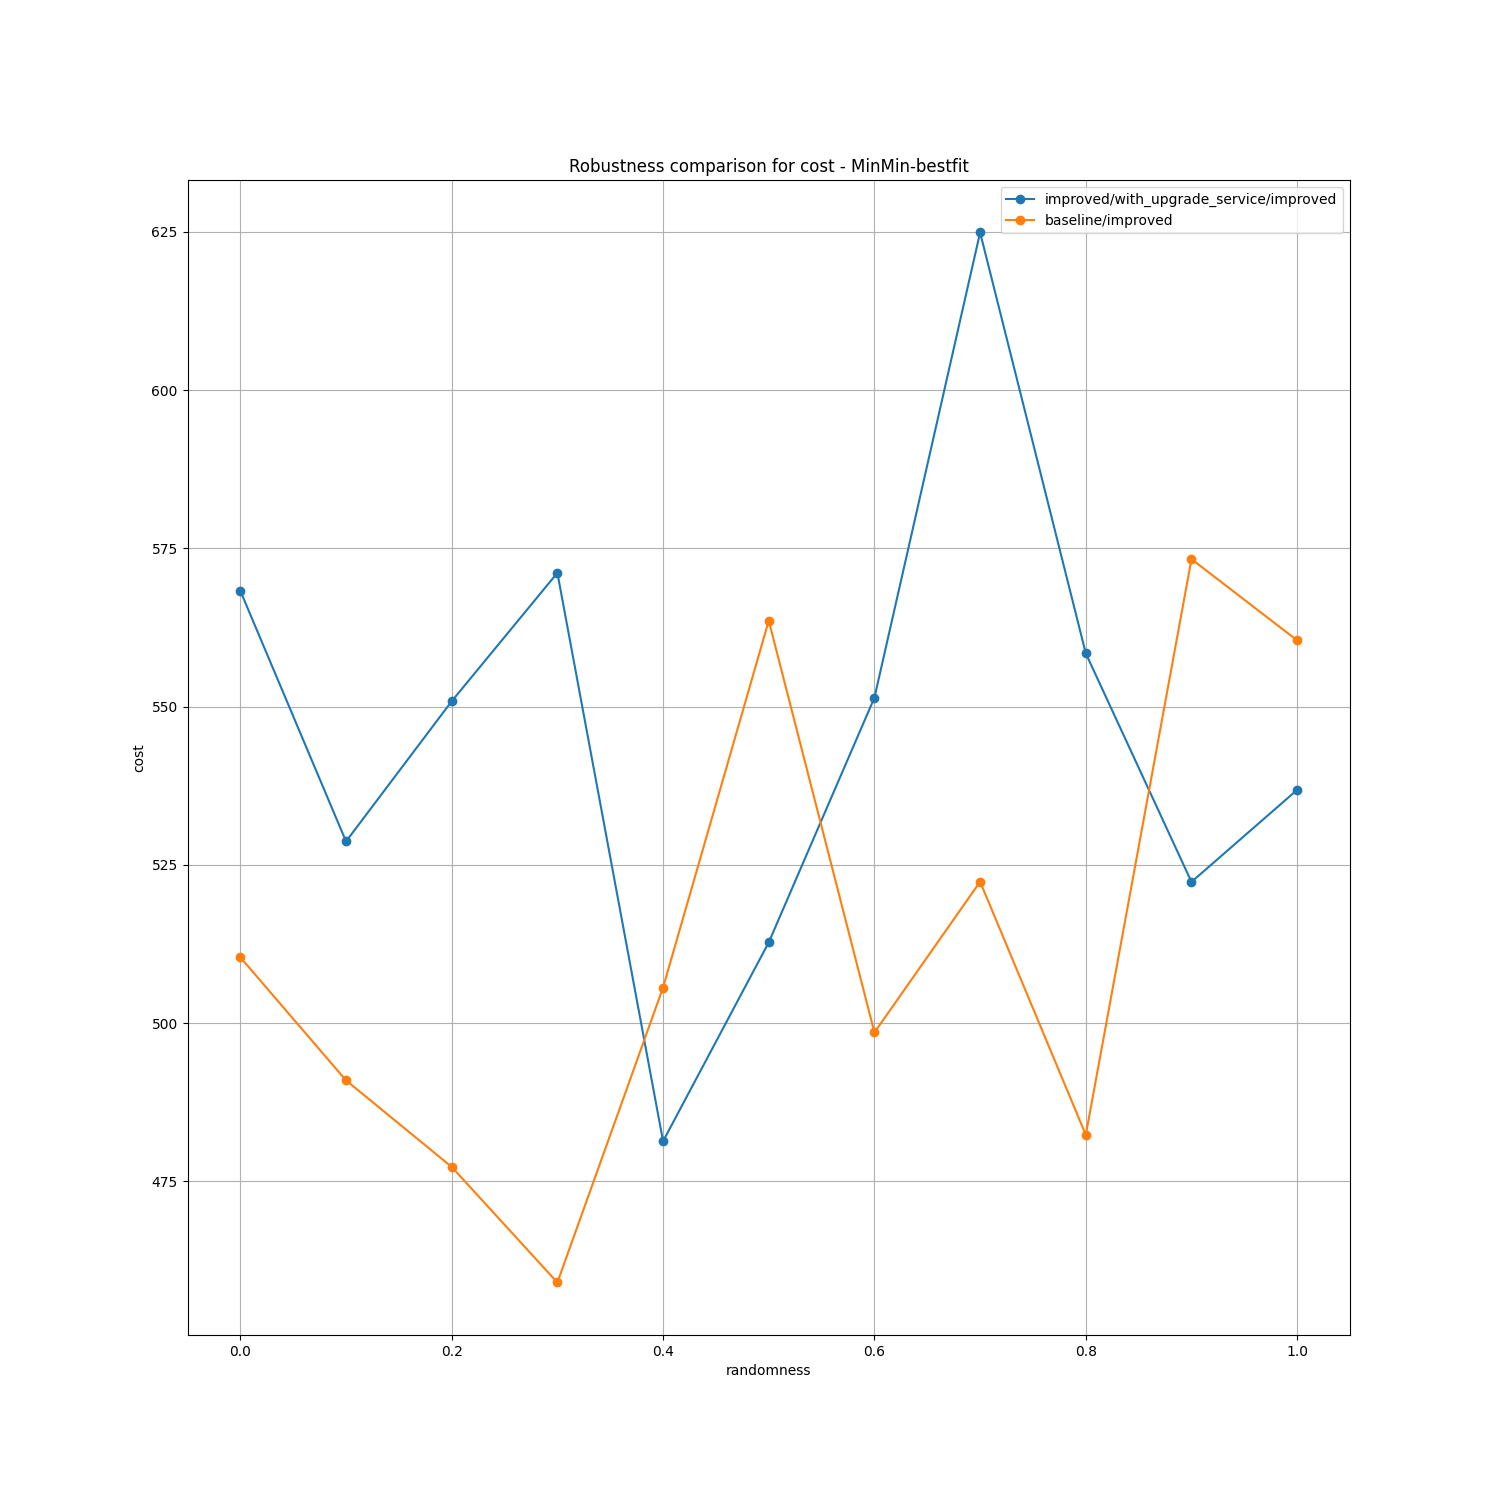 Robustness comparison for cost - MinMin-bestfit
improved/with_upgrade_service/improved
baseline/improved
625
600
575
550
525
500
475
cost
0.0
0.2
0.4
0.6
0.8
1.0
randomness